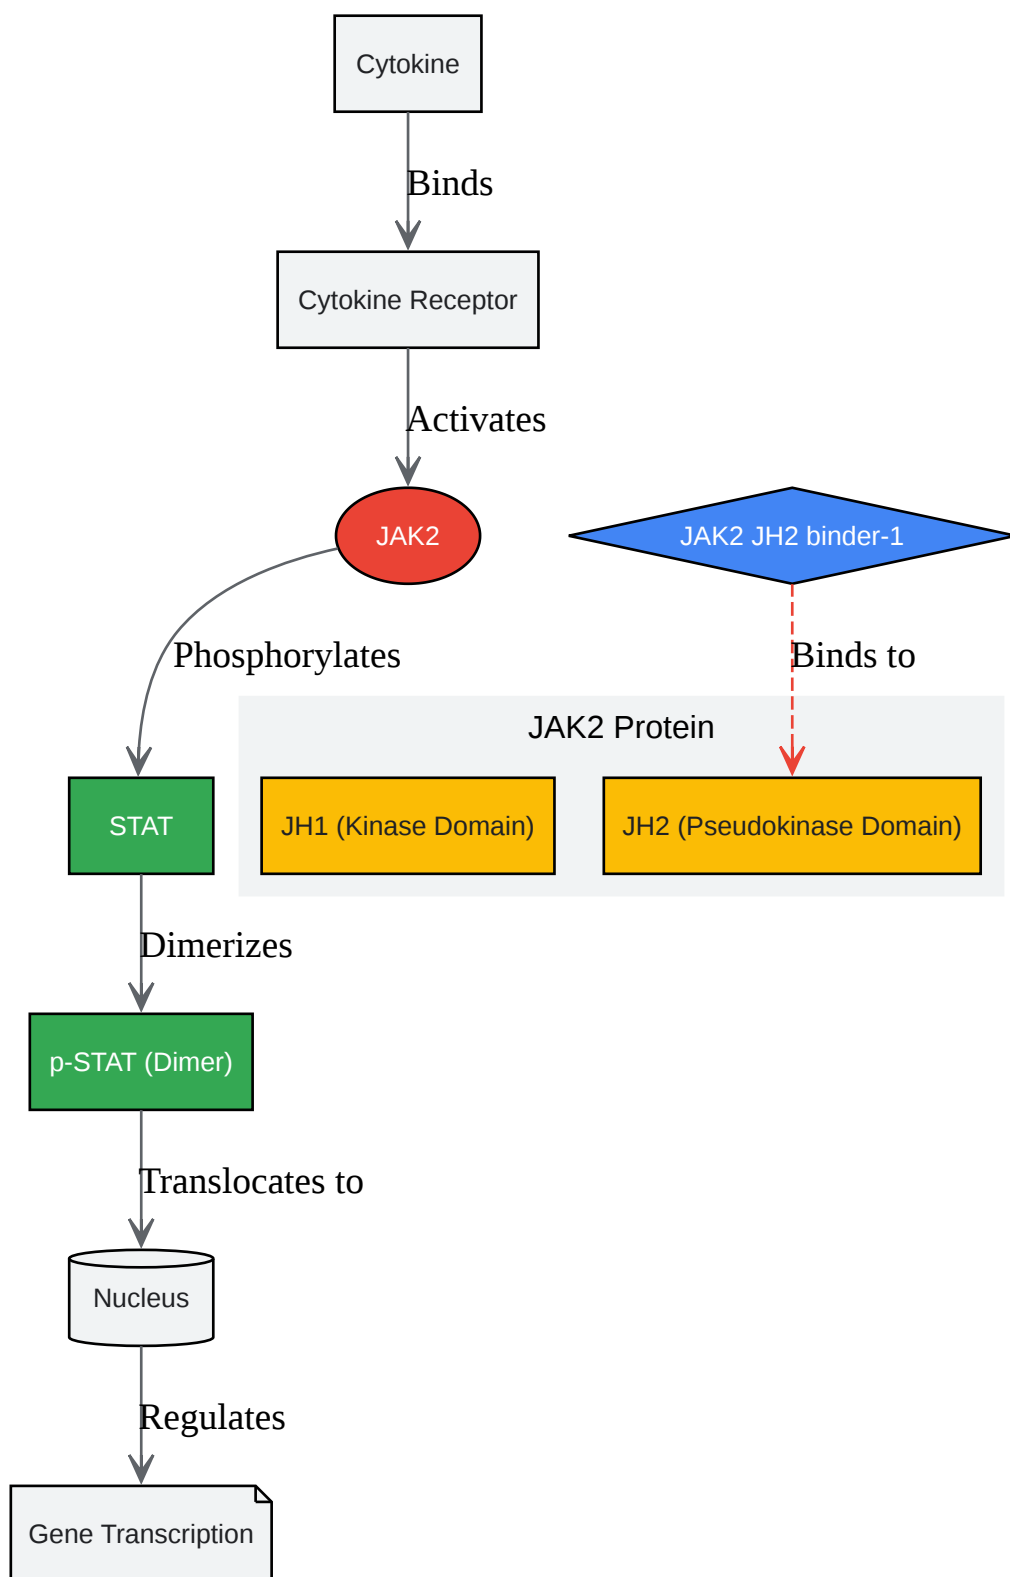 Cytokine
Binds
Cytokine Receptor
Activates
JAK2
JAK2 JH2 binder-1
Phosphorylates
Binds to
JAK2 Protein
STAT
JH1 (Kinase Domain)
JH2 (Pseudokinase Domain)
Dimerizes
p-STAT (Dimer)
Translocates to
Nucleus
Regulates
Gene Transcription